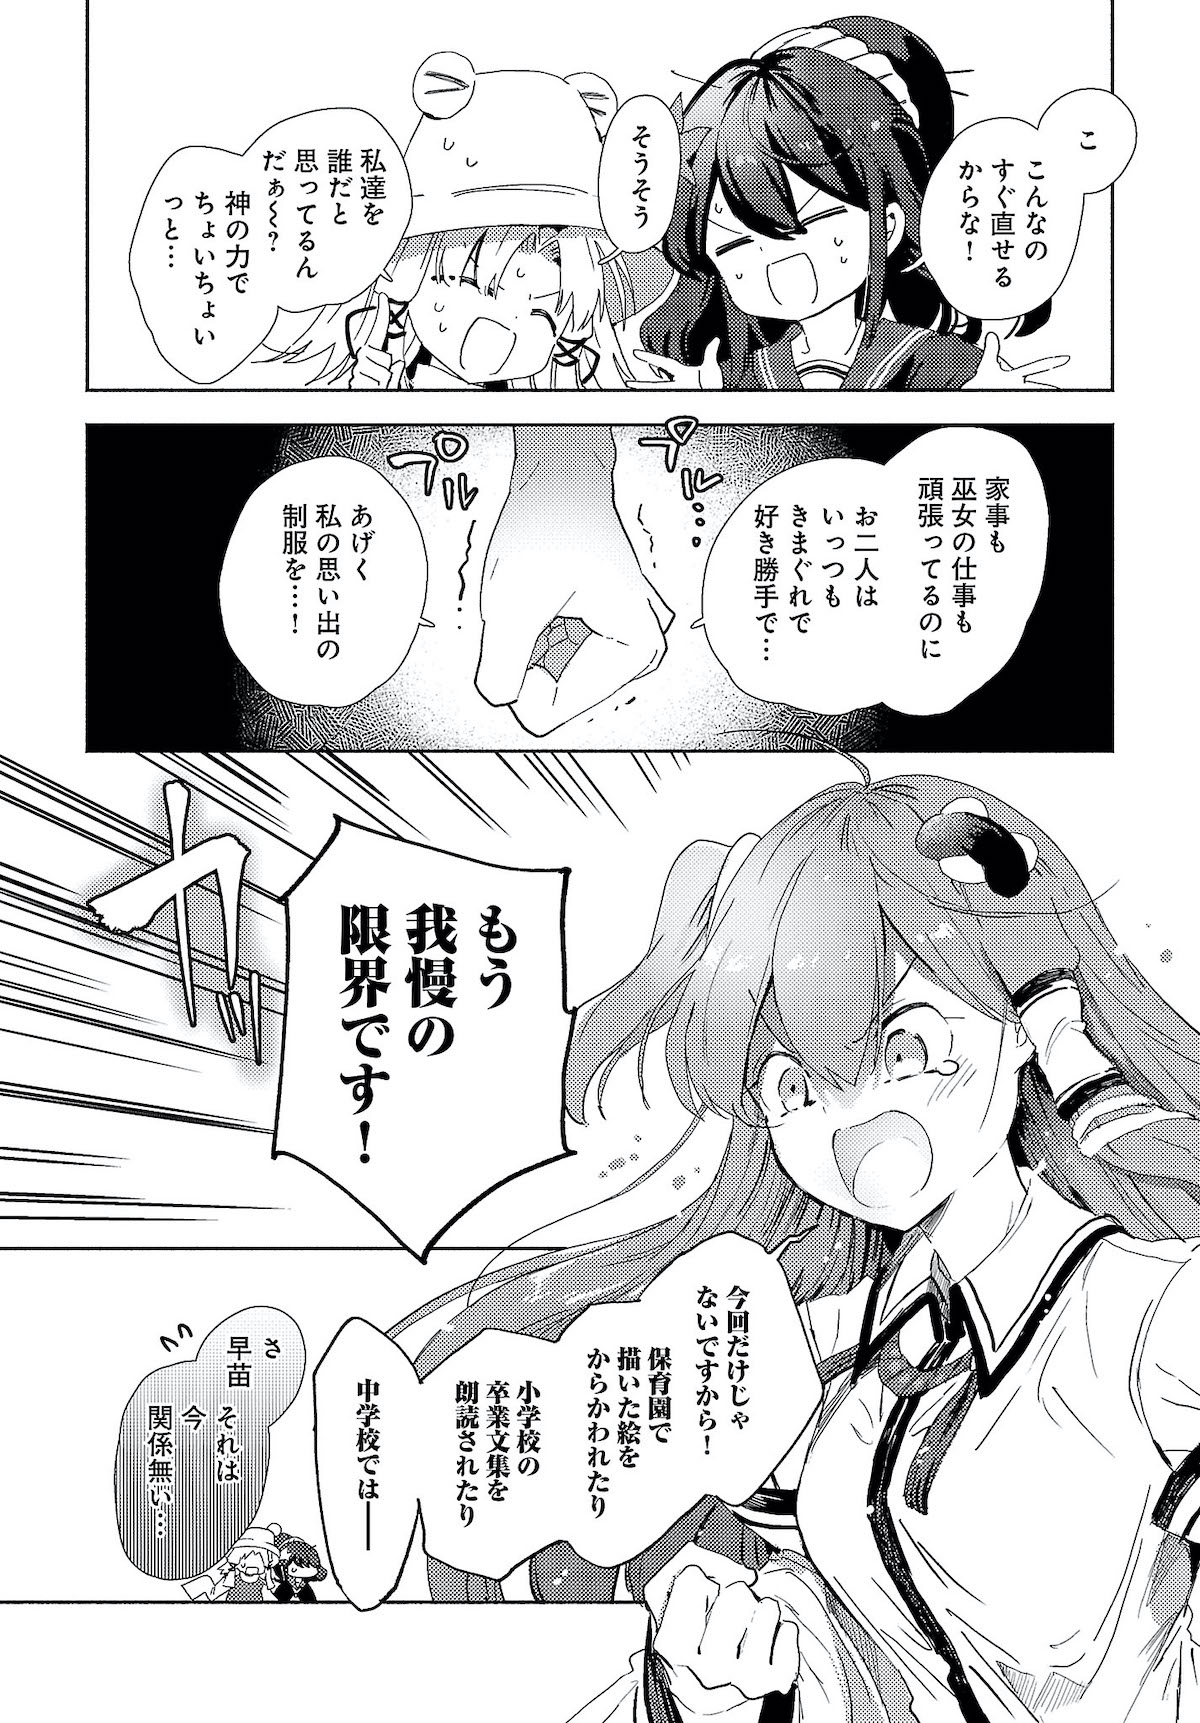 こ
こんなの
すぐ直せる
からな！
そうそう
私達を
誰だと
思ってるん
だぁ〜？
神の力で
ちょいちょい
っと…
家事も
巫女の仕事も
頑張ってるのに
お二人は
いっつも
きまぐれで
好き勝手で…
プル
プル
あげく
私の思い出の
制服を…！
もう
我慢の
限界です！
今回だけじゃ
ないですから！
保育園で
描いた絵を
からかわれたり
小学校の
卒業文集を
朗読されたり
中学校では──
さ
早苗
それは
今
関係無い…